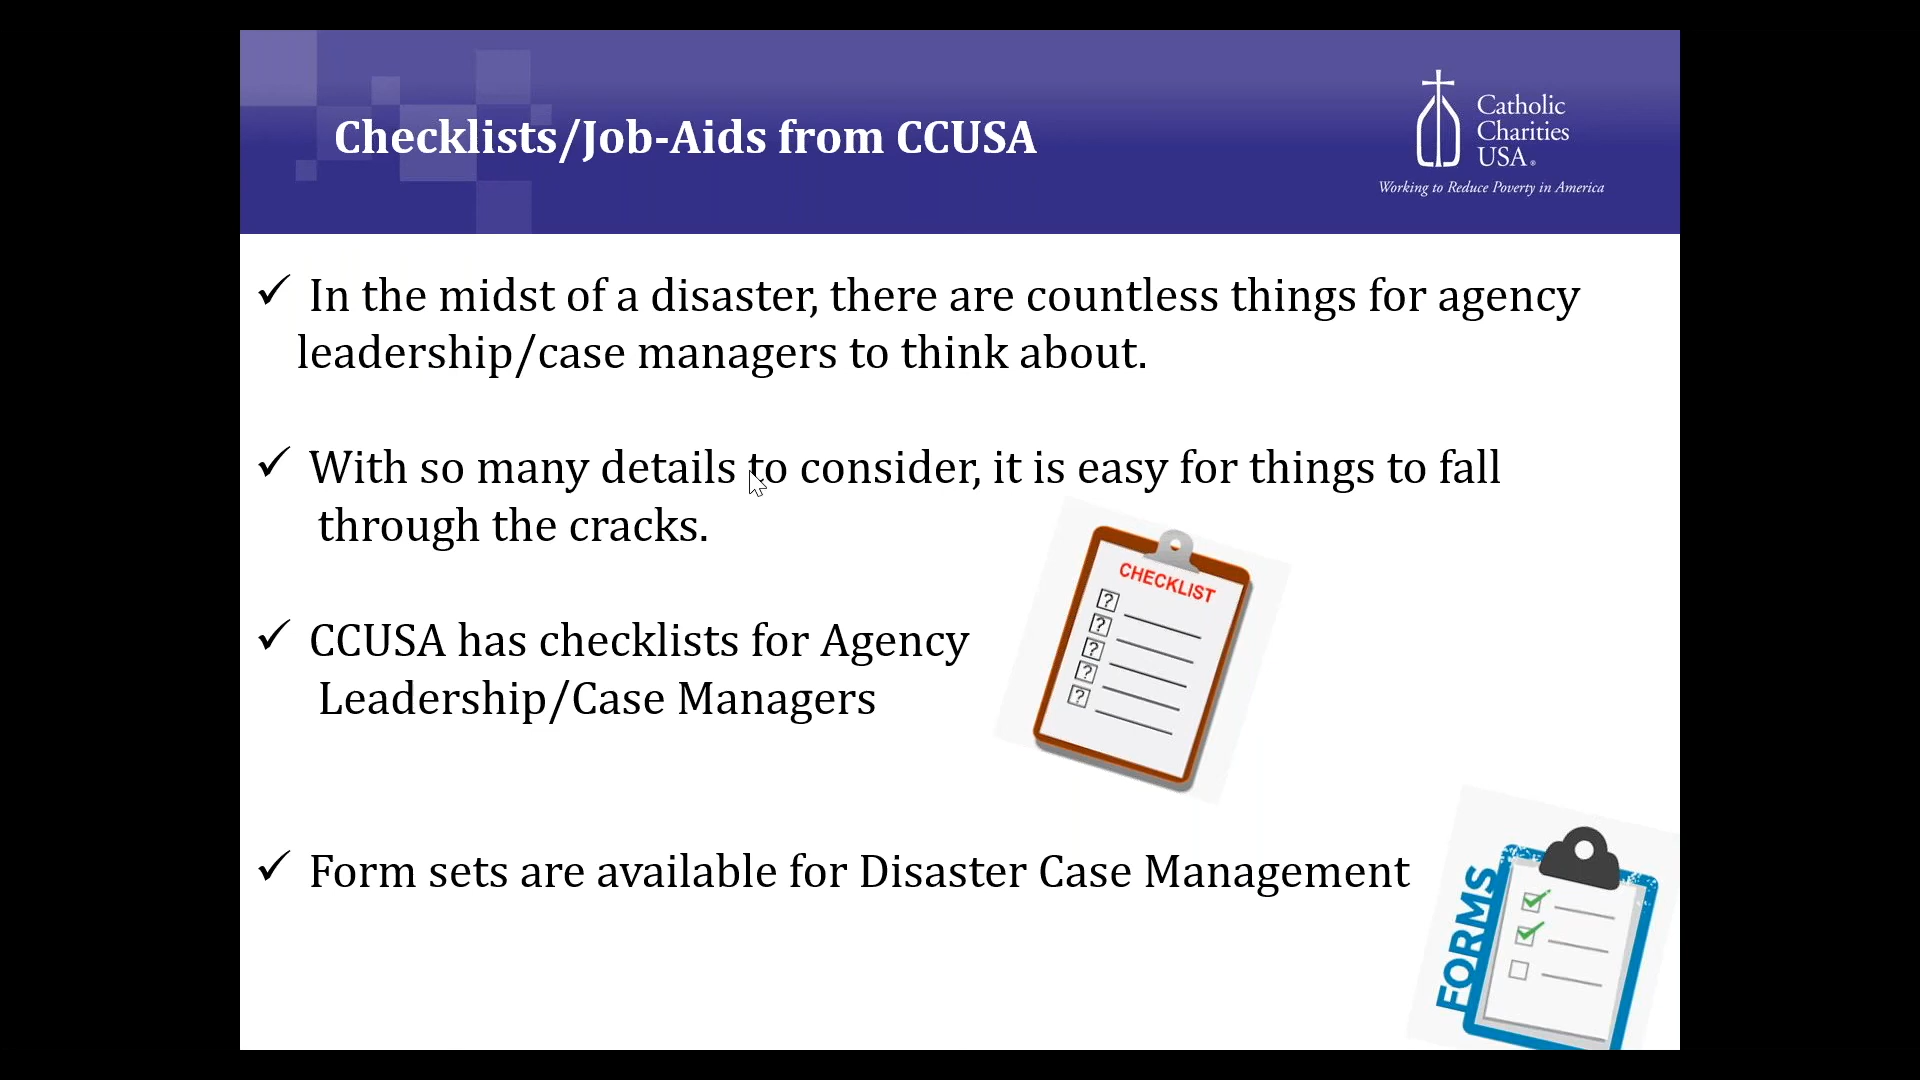 Checklists/Job-Aids from CCUSA
Catholic
Charities
USA®
Working to Reduce Poverty in America
✓ In the midst of a disaster, there are countless things for agency
leadership/case managers to think about.
✓ With so many details to consider, it is easy for things to fall
through the cracks.
✓ CCUSA has checklists for Agency
Leadership/Case Managers
CHECKLIST
?
?
?
?
?
✓ Form sets are available for Disaster Case Management
FORMS